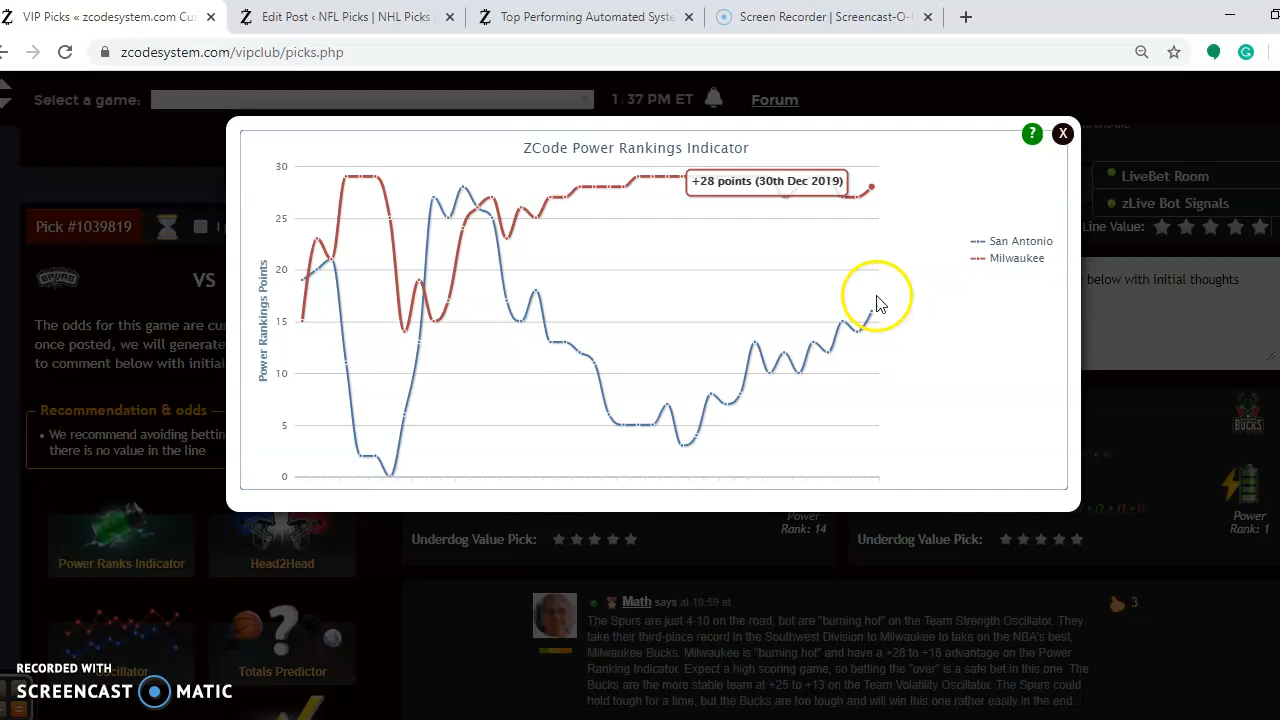 VIP Picks « zcodesystem.com Cus
Edit Post ‹ NFL Picks | NHL Picks
Top Performing Automated Syste
Screen Recorder | Screencast-O-M
zcodesystem.com/vipclub/picks.php
Select a game:
1:37 PM ET
Forum
ZCode Power Rankings Indicator
? X
LiveBet Room
zLive Bot Signals
Line Value:
Pick #1039819
SPURS
VS
30
25
20
15
10
5
0
Power Rankings Points
+28 points (30th Dec 2019)
San Antonio
Milwaukee
below with initial thoughts
The odds for this game are cur
once posted, we will generate
to comment below with initial
Recommendation & odds
• We recommend avoiding bettin
there is no value in the line
BUCKS
Power
Rank: 14
Power
Rank: 1
Underdog Value Pick:
Underdog Value Pick:
Power Ranks Indicator
Head2Head
Oscillator
Totals Predictor
Math says at 10:59 et
3
The Spurs are just 4-10 on the road, but are "burning hot" on the Team Strength Oscillator. They
take their third-place record in the Southwest Division to Milwaukee to take on the NBA's best,
Milwaukee Bucks. Milwaukee is "burning hot" and have a +28 to +16 advantage on the Power
Ranking Indicator. Expect a high scoring game, so betting the "over" is a safe bet in this one The
Bucks are the more stable team at +25 to +13 on the Team Volatility Oscillator. The Spurs could
hold tough for a time, but the Bucks are too tough and will win this one rather easily in the end.
RECORDED WITH
SCREENCAST MATIC